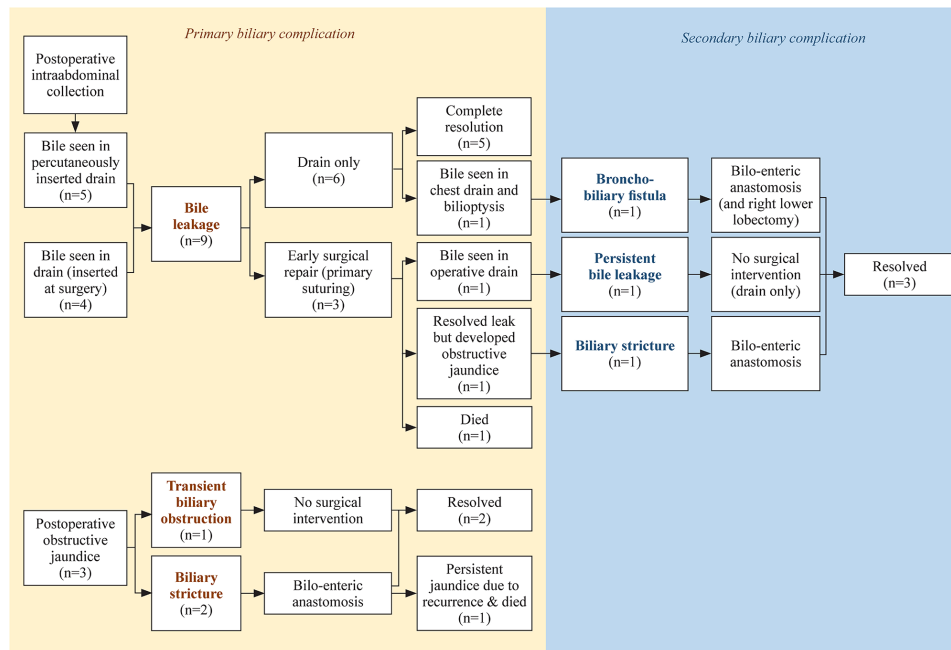 Primary biliary complication
Secondary biliary complication
Postoperative
intraabdominal
collection
Bile seen in
percutaneously
inserted drain
(n=5)
Bile seen in
drain (inserted
at surgery)
(n=4)
Bile
leakage
(n=9)
Drain only
(n=6)
Early surgical
repair (primary
suturing)
(n=3)
Complete
resolution
(n=5)
Bile seen in
chest drain and
bilioptysis
(n=1)
Bile seen in
operative drain
(n=1)
Resolved leak
but developed
obstructive
jaundice
(n=1)
Died
(n=1)
Broncho-
biliary fistula
(n=1)
Persistent
bile leakage
(n=1)
Biliary stricture
(n=1)
Bilo-enteric
anastomosis
(and right lower
lobectomy)
No surgical
intervention
(drain only)
Bilo-enteric
anastomosis
Resolved
(n=3)
Postoperative
obstructive
jaundice
(n=3)
Transient
biliary
obstruction
(n=1)
Biliary
stricture
(n=2)
No surgical
intervention
Bilo-enteric
anastomosis
Resolved
(n=2)
Persistent
jaundice due to
recurrence & died
(n=1)